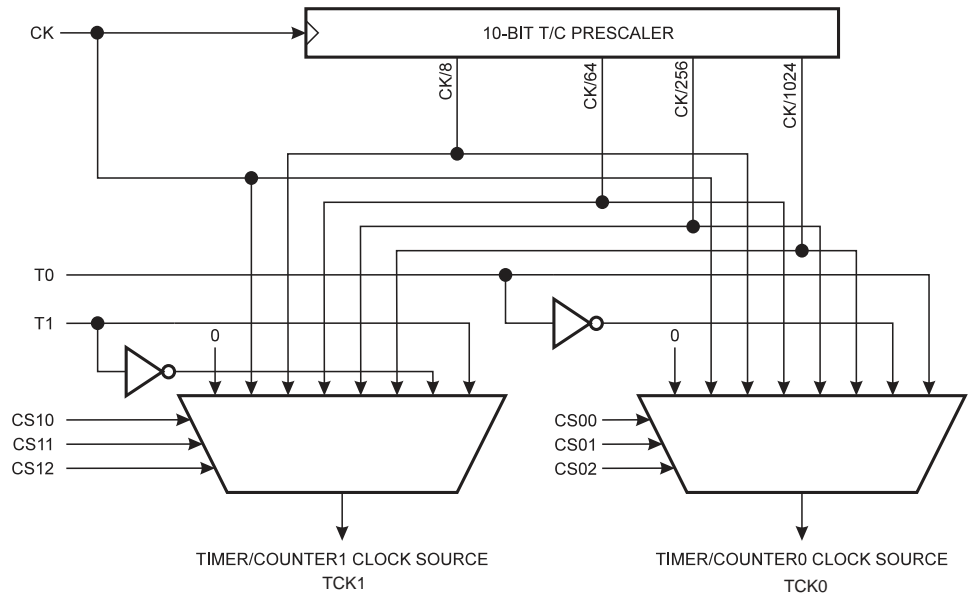 CK
10-BIT T/C PRESCALER
CK/8
CK/64
CK/256
CK/1024
T0
T1
0
0
CS10
CS11
CS12
CS00
CS01
CS02
TIMER/COUNTER1 CLOCK SOURCE
TCK1
TIMER/COUNTER0 CLOCK SOURCE
TCK0